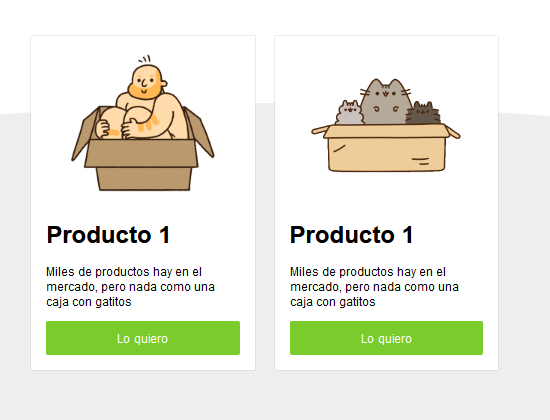 Producto 1
Miles de productos hay en el
mercado, pero nada como una
caja con gatitos
Lo quiero
Producto 1
Miles de productos hay en el
mercado, pero nada como una
caja con gatitos
Lo quiero